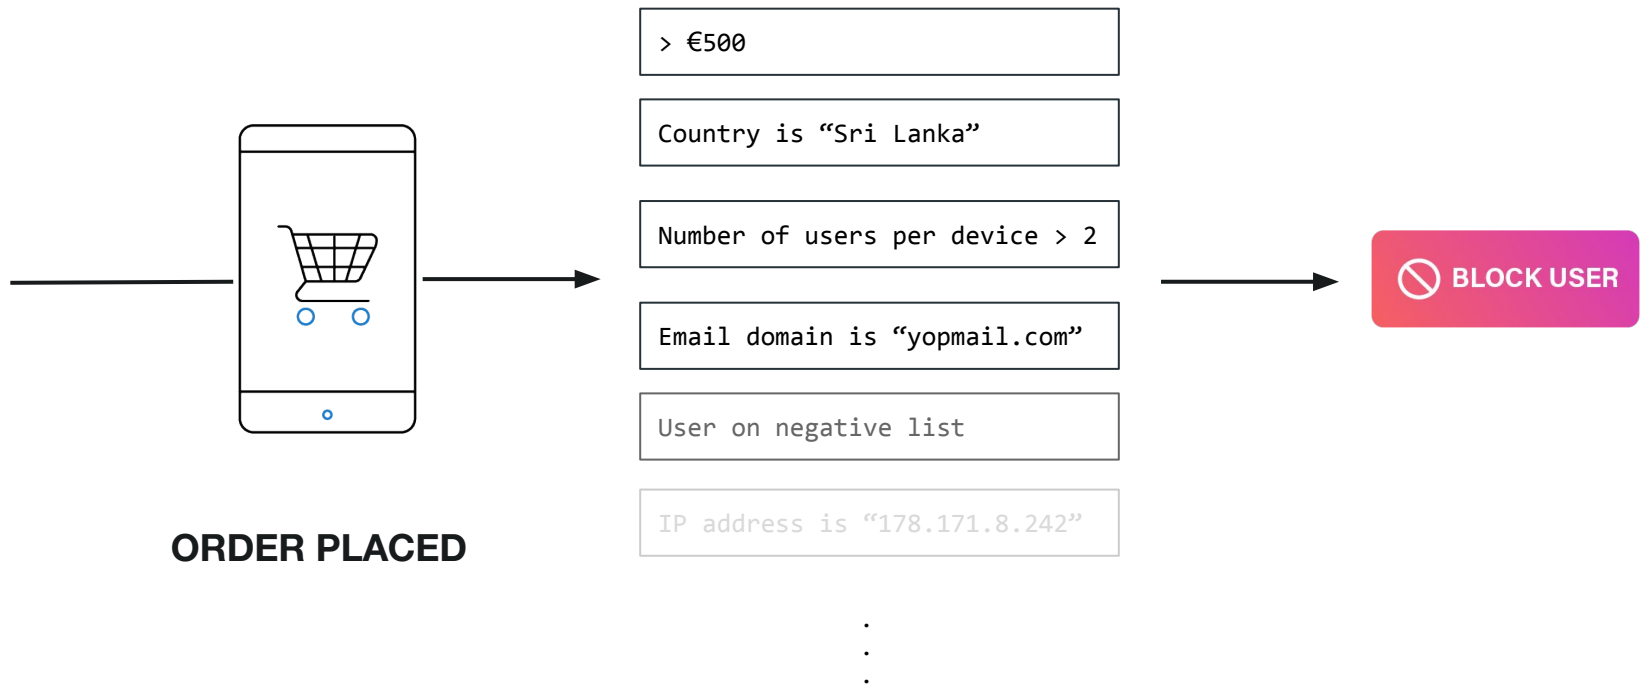 > €500
Country is “Sri Lanka”
Number of users per device > 2
Email domain is “yopmail.com”
User on negative list
IP address is “178.171.8.242”
ORDER PLACED
BLOCK USER
.
.
.